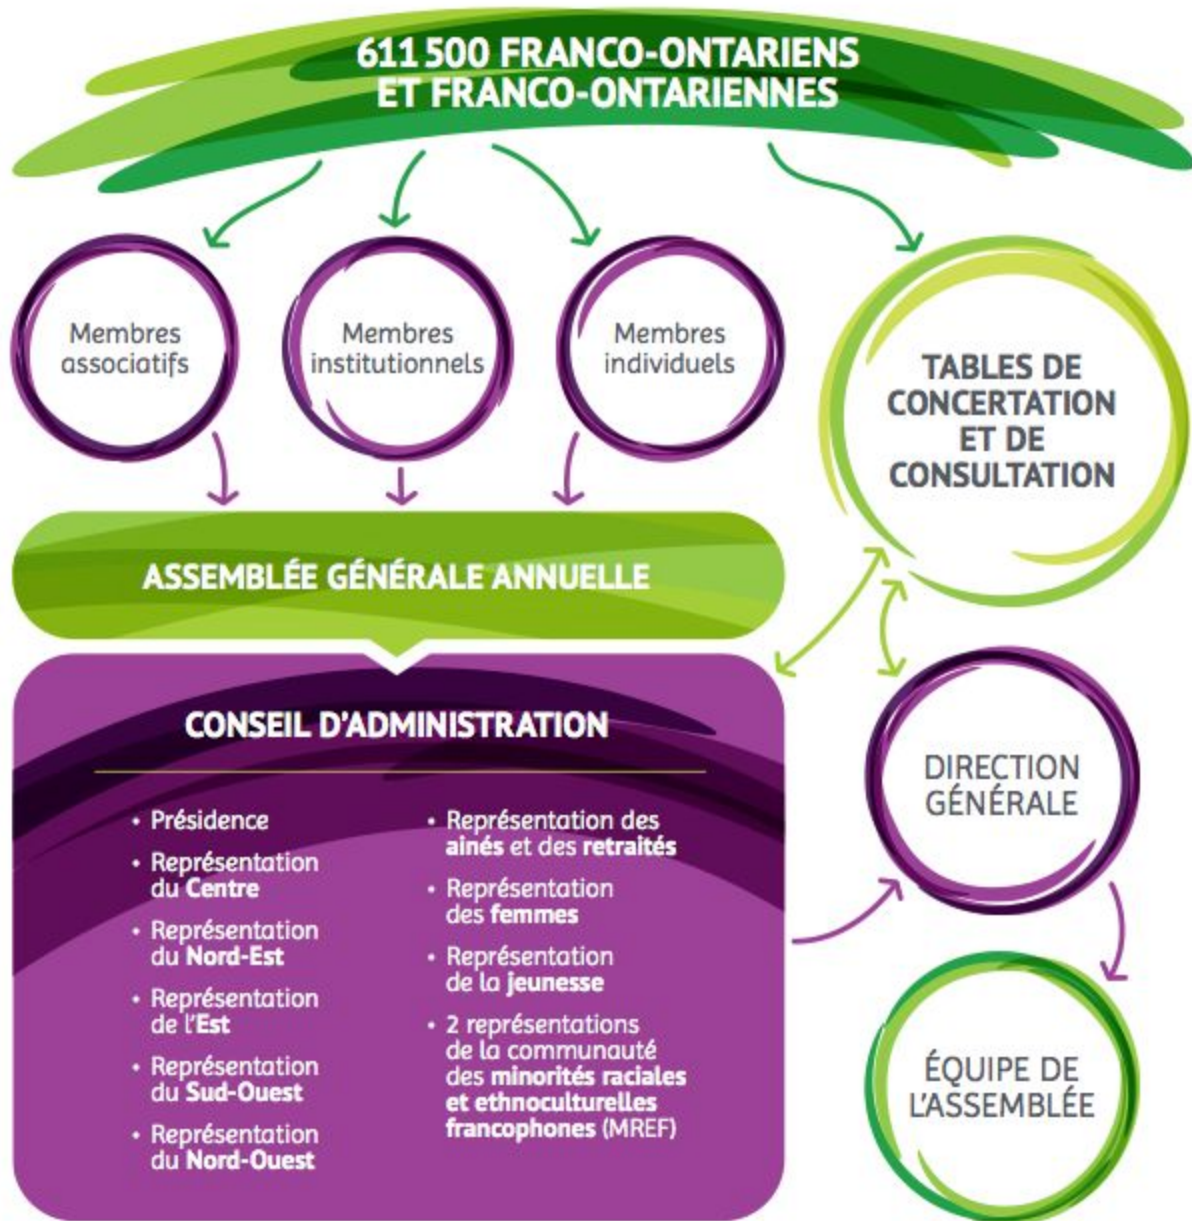 611 500 FRANCO-ONTARIENS
ET FRANCO-ONTARIENNES
Membres
associatifs
Membres
institutionnels
Membres
individuels
TABLES DE
CONCERTATION
ET DE
CONSULTATION
ASSEMBLÉE GÉNÉRALE ANNUELLE
CONSEIL D'ADMINISTRATION
• Présidence
• Représentation
du Centre
• Représentation
du Nord-Est
• Représentation
de l'Est
• Représentation
du Sud-Ouest
• Représentation
du Nord-Ouest
• Représentation des
ainés et des retraités
• Représentation
des femmes
• Représentation
de la jeunesse
• 2 représentations
de la communauté
des minorités raciales
et ethnoculturelles
francophones (MREF)
DIRECTION
GÉNÉRALE
ÉQUIPE DE
L'ASSEMBLÉE